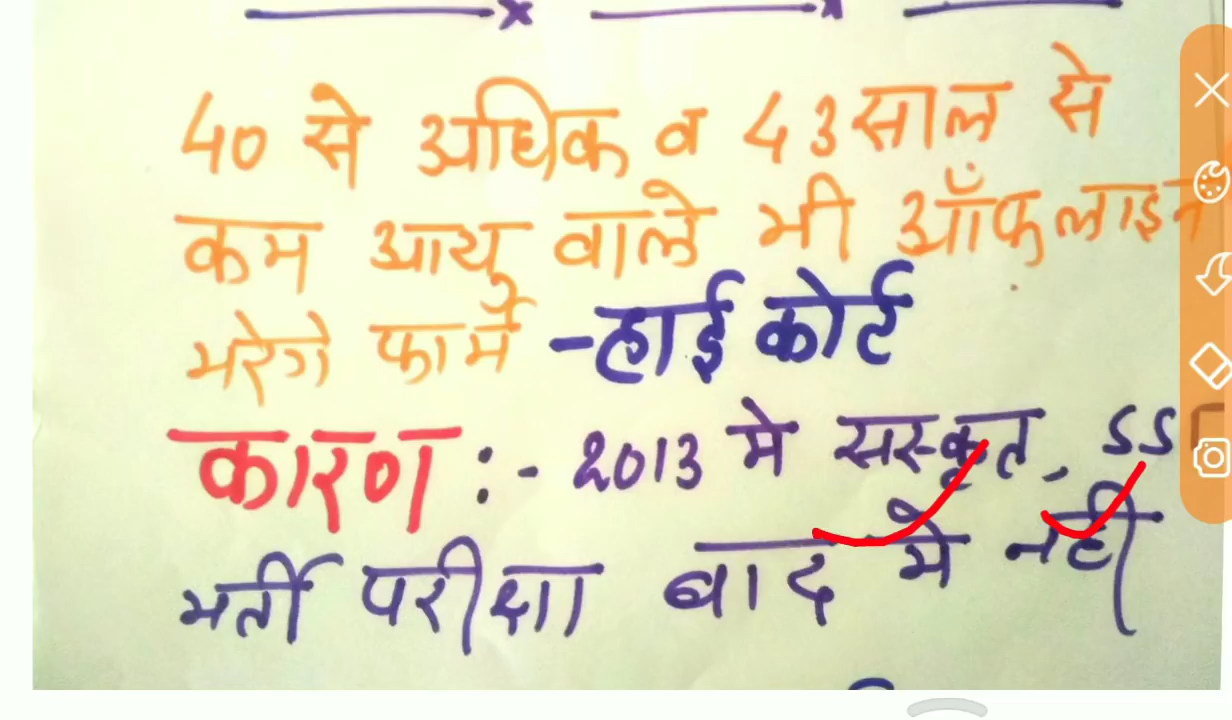 40 से अधिक व 43 साल से
कम आयु वाले भी ऑफलाइन
भरेगे फार्म - हाई कोर्ट
कारण :- 2013 मे सस्कृत, SS
भर्ती परीक्षा बाद मे नही